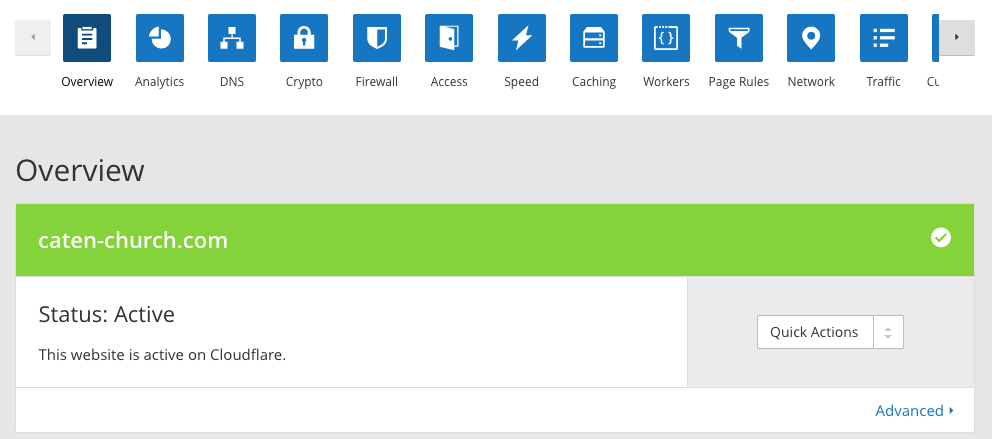 Overview Analytics DNS Crypto Firewall Access Speed Caching Workers Page Rules Network Traffic
Overview
caten-church.com
Status: Active
Quick Actions
This website is active on Cloudflare.
Advanced